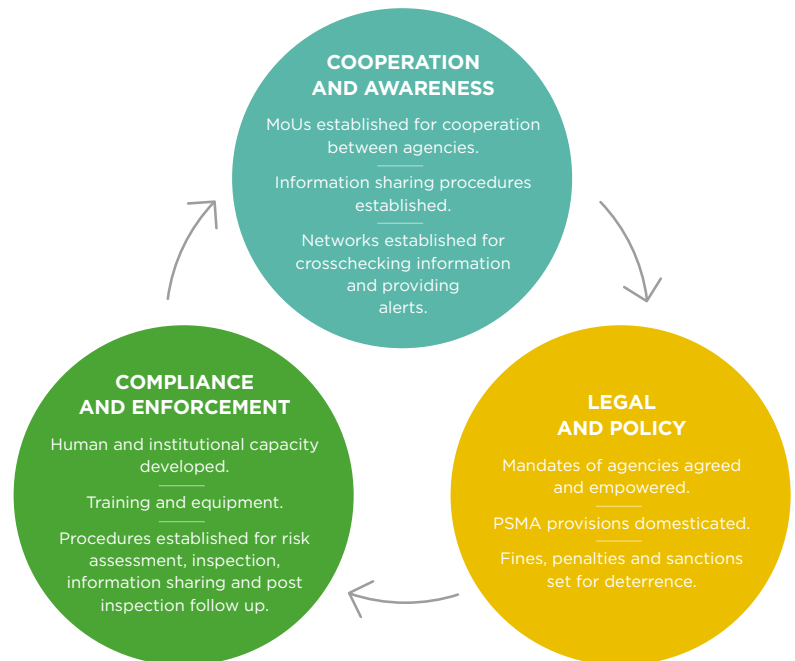 COOPERATION
AND AWARENESS
MoUs established for cooperation
between agencies.
Information sharing procedures
established.
Networks established for
crosschecking information
and providing
alerts.
COMPLIANCE
AND ENFORCEMENT
Human and institutional capacity
developed.
Training and equipment.
Procedures established for risk
assessment, inspection,
information sharing and post
inspection follow up.
LEGAL
AND POLICY
Mandates of agencies agreed
and empowered.
PSMA provisions domesticated.
Fines, penalties and sanctions
set for deterrence.